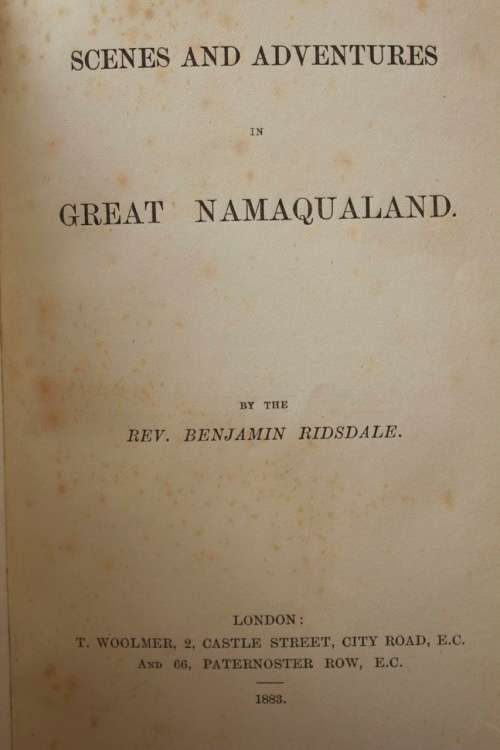 SCENES AND ADVENTURES
IN
GREAT NAMAQUALAND.
BY THE
REV. BENJAMIN RIDSDALE.
LONDON:
T. WOOLMER, 2, CASTLE STREET, CITY ROAD, E.C.
AND 66, PATERNOSTER ROW, E.C.
1883.